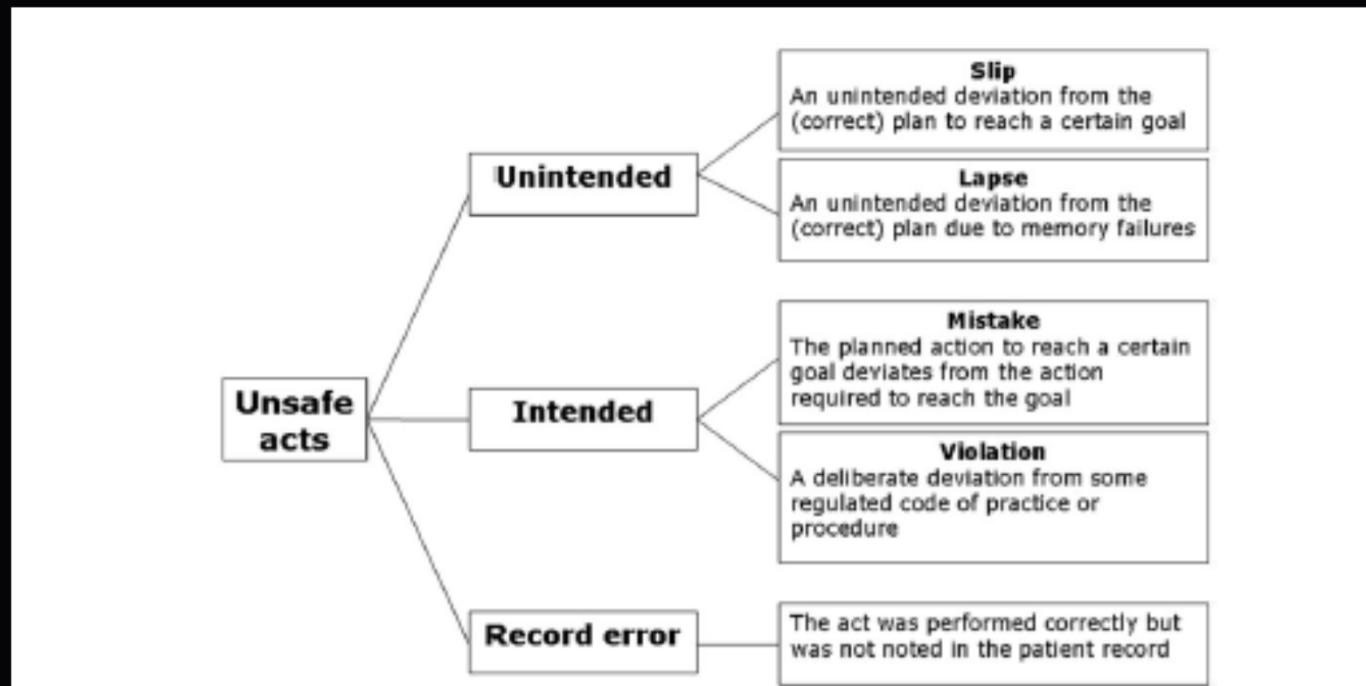 Slip
An unintended deviation from the
(correct) plan to reach a certain goal
Unintended
Lapse
An unintended deviation from the
(correct) plan due to memory failures
Mistake
The planned action to reach a certain
goal deviates from the action
required to reach the goal
Unsafe
acts
Intended
Violation
A deliberate deviation from some
regulated code of practice or
procedure
Record error
The act was performed correctly but
was not noted in the patient record